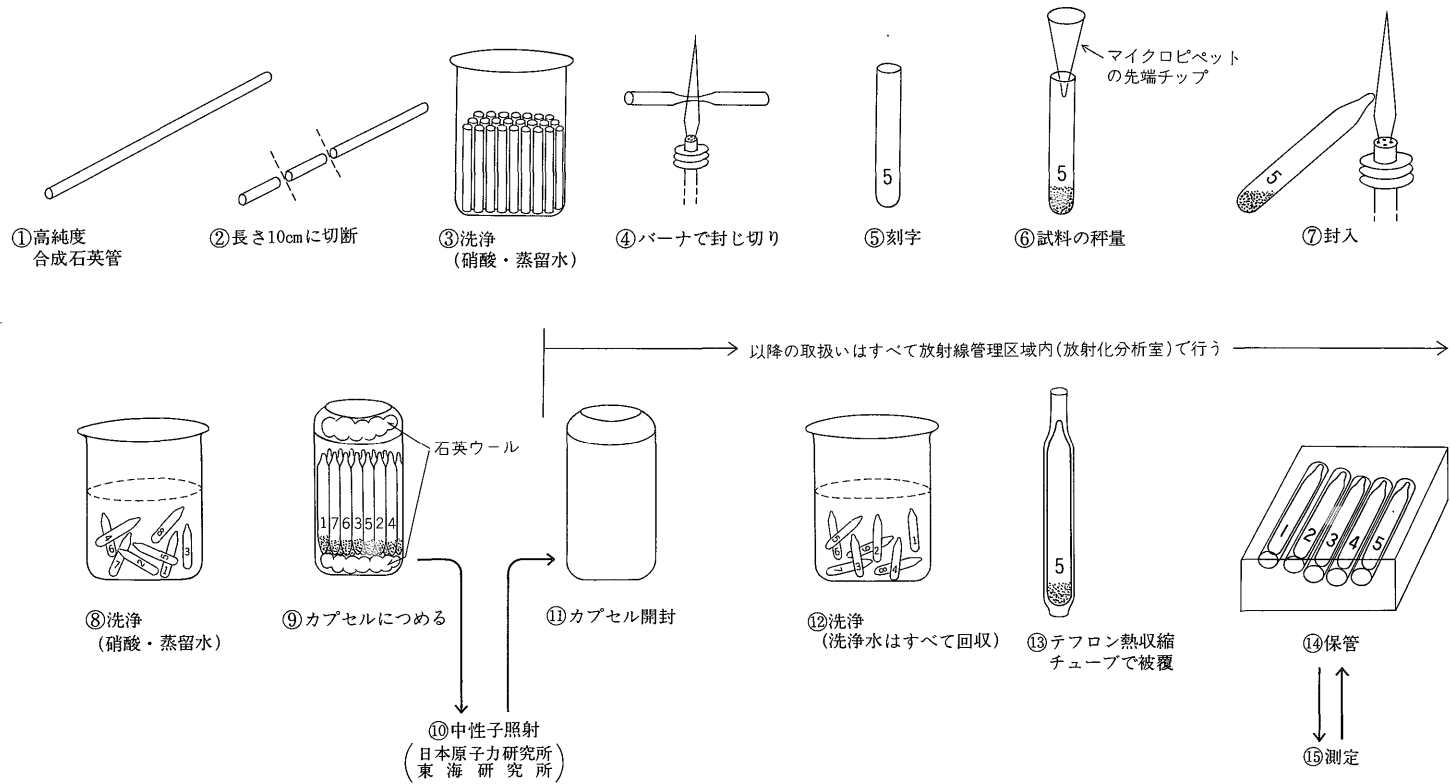 ①高純度
合成石英管
②長さ10cmに切断
③洗浄
(硝酸・蒸留水)
④バーナで封じ切り
5
⑤刻字
マイクロピペット
の先端チップ
5
⑥試料の秤量
5
⑦封入
以降の取扱いはすべて放射線管理区域内(放射化分析室)で行う
⑧洗浄
(硝酸・蒸留水)
石英ウール
1 7 6 3 5 2 4
⑨カプセルにつめる
⑩中性子照射
(日本原子力研究所
東海研究所)
⑪カプセル開封
⑫洗浄
(洗浄水はすべて回収)
5
⑬テフロン熱収縮
チューブで被覆
1 2 3 4 5
⑭保管
⑮測定